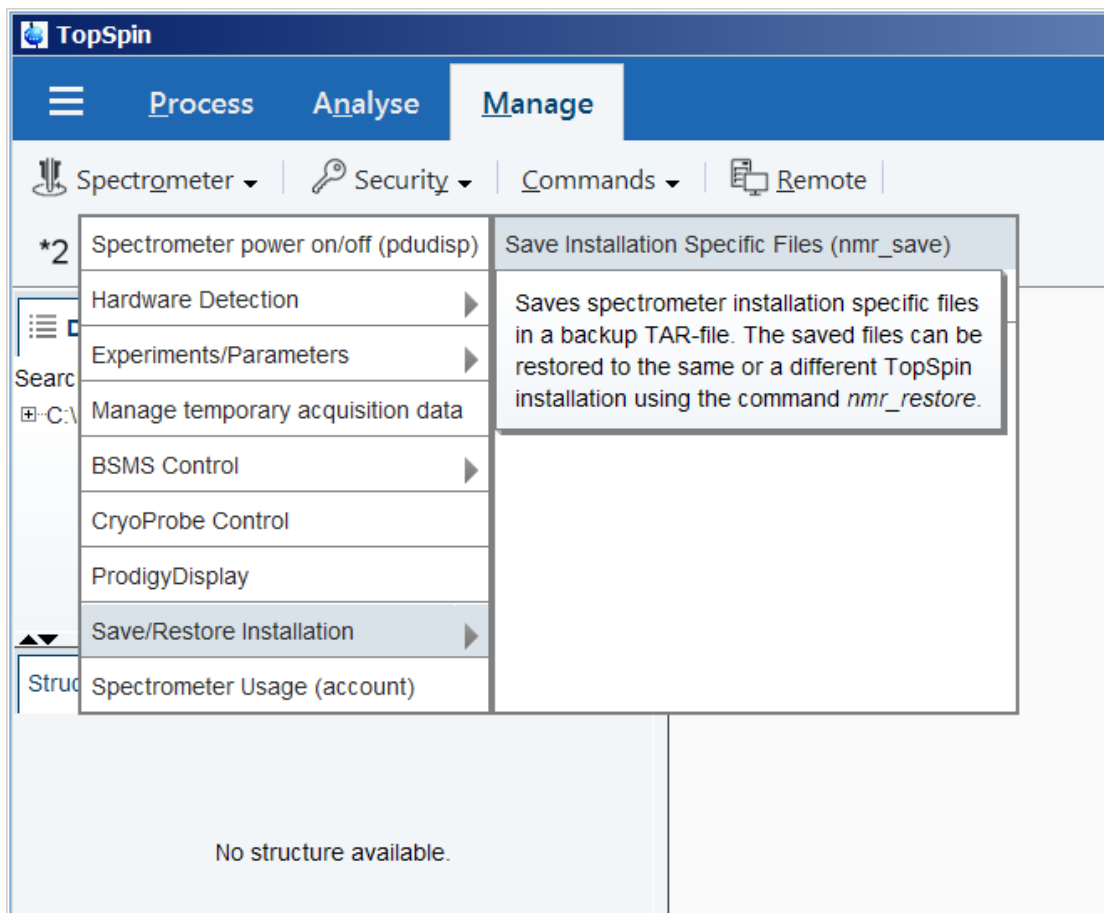 TopSpin
Process Analyse Manage
Spectrometer Security Commands Remote
*2
Spectrometer power on/off (pdudisp)
Hardware Detection
Experiments/Parameters
Manage temporary acquisition data
BSMS Control
CryoProbe Control
ProdigyDisplay
Save/Restore Installation
Spectrometer Usage (account)
Save Installation Specific Files (nmr_save)
Saves spectrometer installation specific files
in a backup TAR-file. The saved files can be
restored to the same or a different TopSpin
installation using the command nmr_restore.
Searc
C:\
Struc
No structure available.